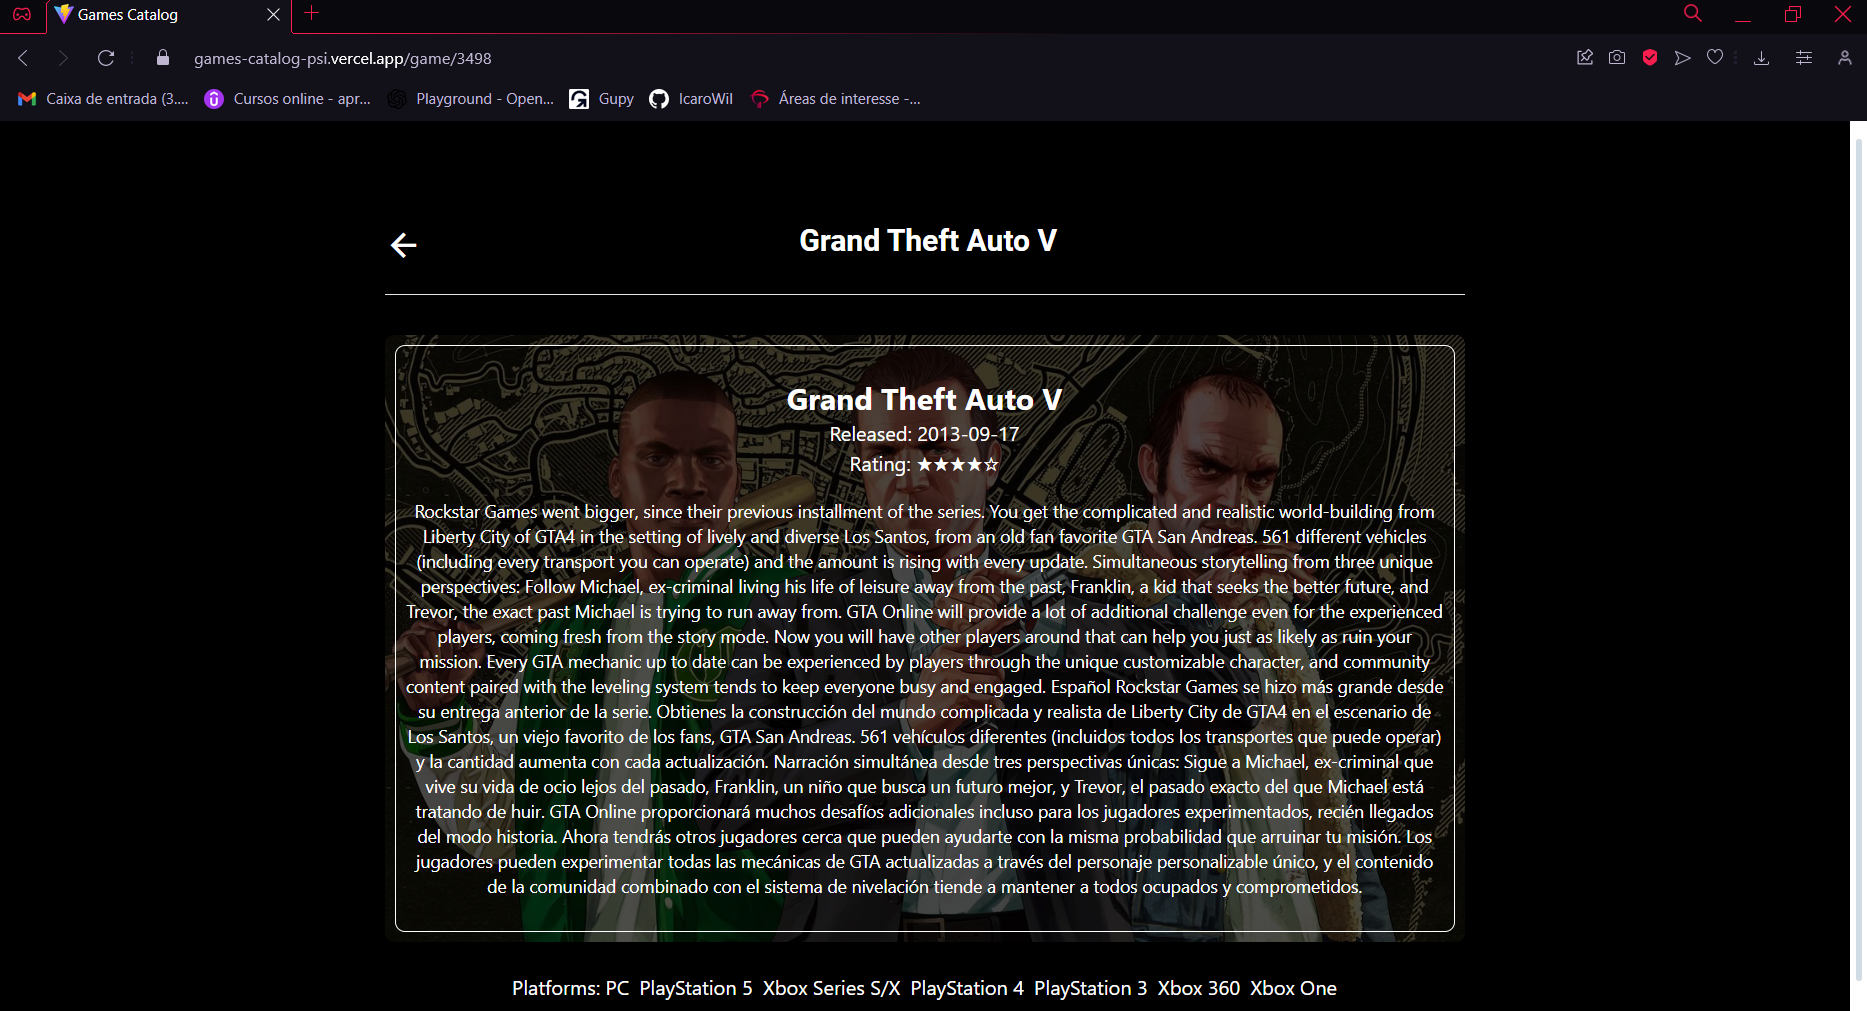 Games Catalog
games-catalog-psi.vercel.app/game/3498
Caixa de entrada (3.... Cursos online - apr... Playground - Open... Gupy IcaroWil Áreas de interesse -...
Grand Theft Auto V
Grand Theft Auto V
Released: 2013-09-17
Rating: ★★★★☆
Rockstar Games went bigger, since their previous installment of the series. You get the complicated and realistic world-building from
Liberty City of GTA4 in the setting of lively and diverse Los Santos, from an old fan favorite GTA San Andreas. 561 different vehicles
(including every transport you can operate) and the amount is rising with every update. Simultaneous storytelling from three unique
perspectives: Follow Michael, ex-criminal living his life of leisure away from the past, Franklin, a kid that seeks the better future, and
Trevor, the exact past Michael is trying to run away from. GTA Online will provide a lot of additional challenge even for the experienced
players, coming fresh from the story mode. Now you will have other players around that can help you just as likely as ruin your
mission. Every GTA mechanic up to date can be experienced by players through the unique customizable character, and community
content paired with the leveling system tends to keep everyone busy and engaged. Español Rockstar Games se hizo más grande desde
su entrega anterior de la serie. Obtienes la construcción del mundo complicada y realista de Liberty City de GTA4 en el escenario de
Los Santos, un viejo favorito de los fans, GTA San Andreas. 561 vehículos diferentes (incluidos todos los transportes que puede operar)
y la cantidad aumenta con cada actualización. Narración simultánea desde tres perspectivas únicas: Sigue a Michael, ex-criminal que
vive su vida de ocio lejos del pasado, Franklin, un niño que busca un futuro mejor, y Trevor, el pasado exacto del que Michael está
tratando de huir. GTA Online proporcionará muchos desafíos adicionales incluso para los jugadores experimentados, recién llegados
del modo historia. Ahora tendrás otros jugadores cerca que pueden ayudarte con la misma probabilidad que arruinar tu misión. Los
jugadores pueden experimentar todas las mecánicas de GTA actualizadas a través del personaje personalizable único, y el contenido
de la comunidad combinado con el sistema de nivelación tiende a mantener a todos ocupados y comprometidos.
Platforms: PC PlayStation 5 Xbox Series S/X PlayStation 4 PlayStation 3 Xbox 360 Xbox One